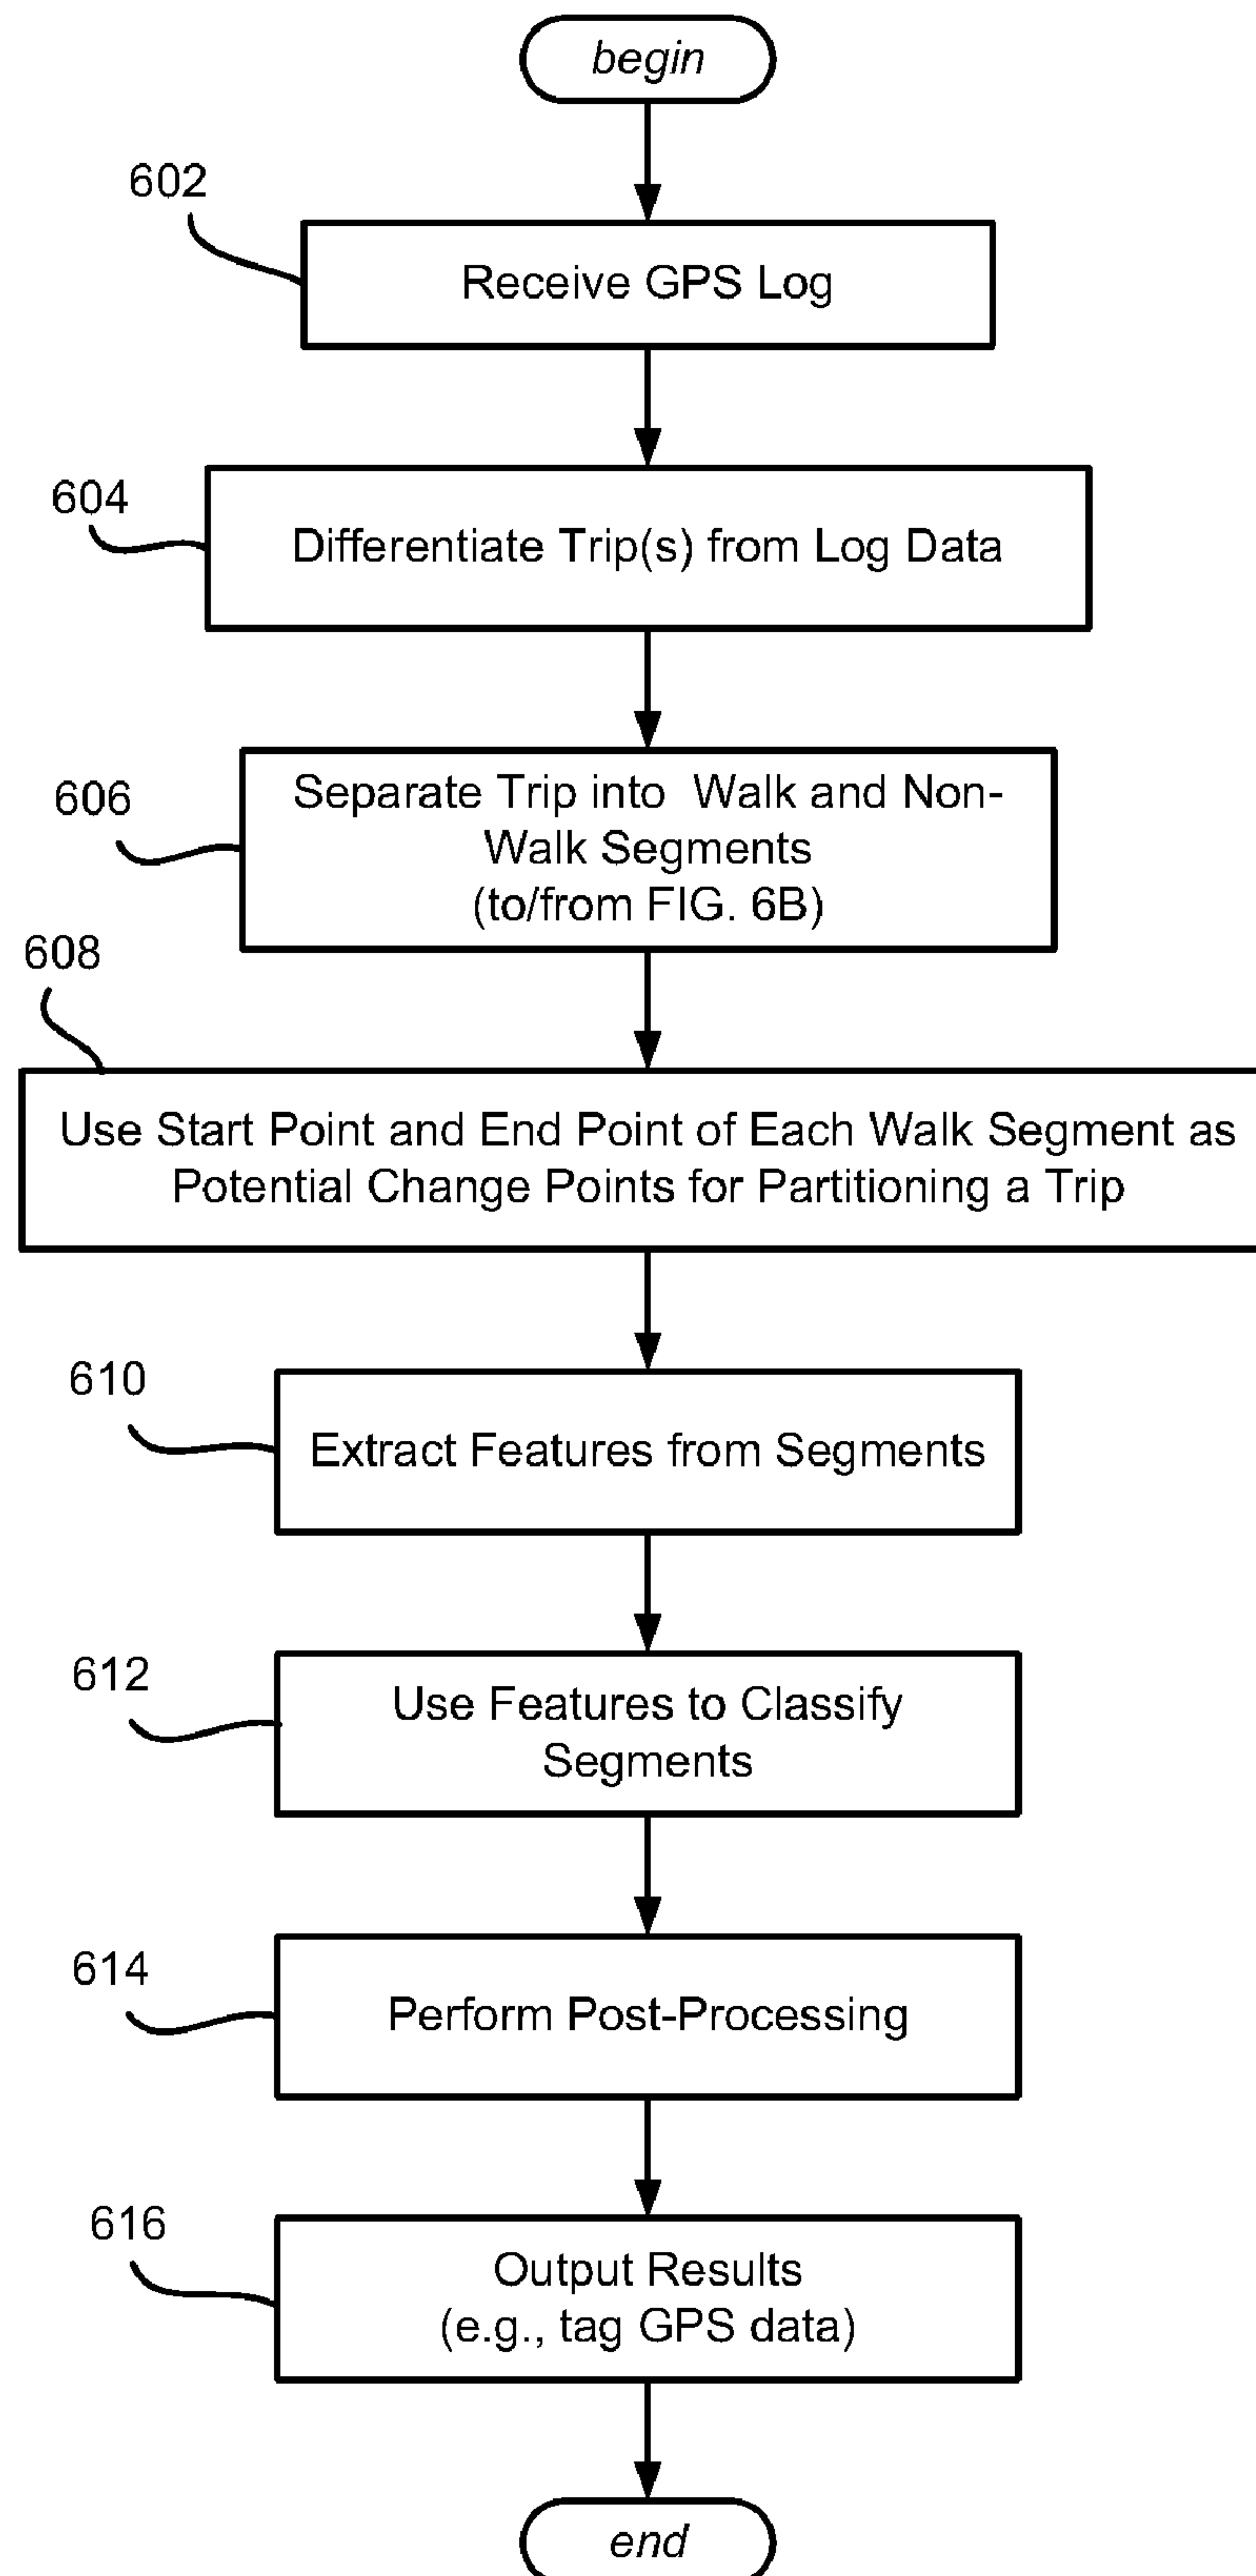 begin
602
Receive GPS Log
604
Differentiate Trip(s) from Log Data
606
Separate Trip into Walk and Non-
Walk Segments
(to/from FIG. 6B)
608
Use Start Point and End Point of Each Walk Segment as
Potential Change Points for Partitioning a Trip
610
Extract Features from Segments
612
Use Features to Classify
Segments
614
Perform Post-Processing
616
Output Results
(e.g., tag GPS data)
end